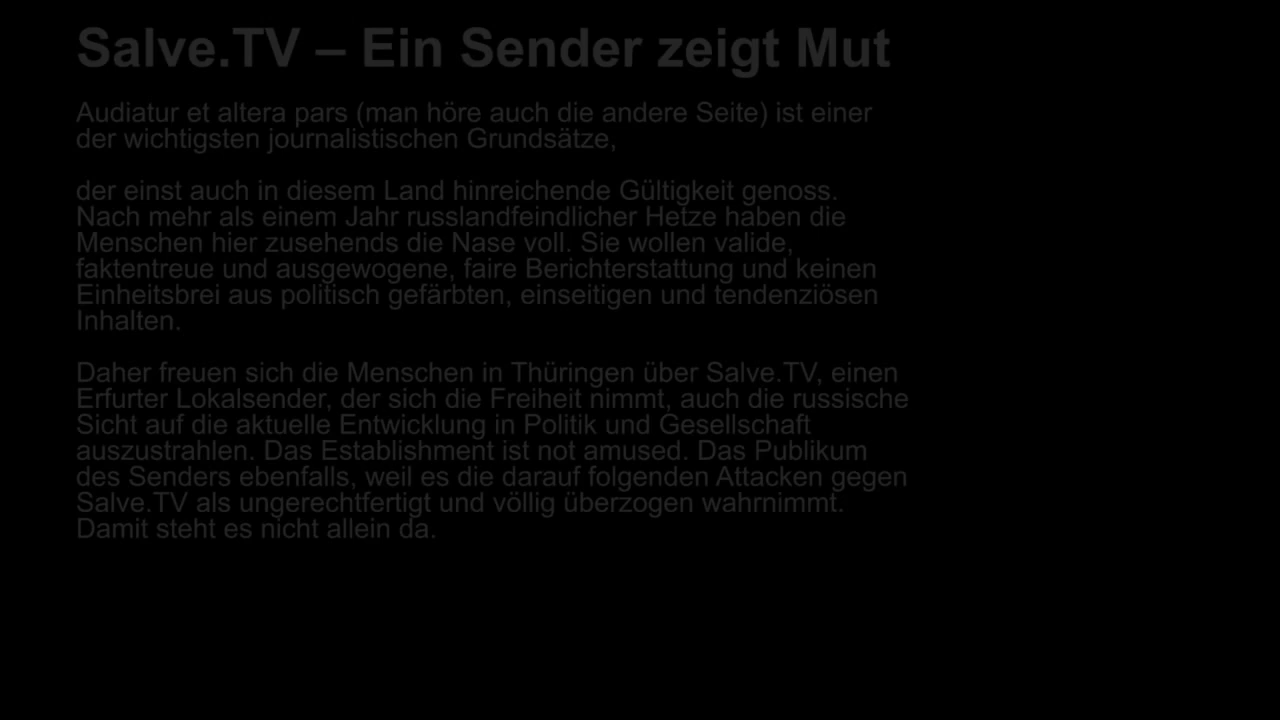 Salve.TV – Ein Sender zeigt Mut
Audiatur et altera pars (man höre auch die andere Seite) ist einer
der wichtigsten journalistischen Grundsätze,
der einst auch in diesem Land hinreichende Gültigkeit genoss.
Nach mehr als einem Jahr russlandfeindlicher Hetze haben die
Menschen hier zusehends die Nase voll. Sie wollen valide,
faktentreue und ausgewogene, faire Berichterstattung und keinen
Einheitsbrei aus politisch gefärbten, einseitigen und tendenziösen
Inhalten.
Daher freuen sich die Menschen in Thüringen über Salve.TV, einen
Erfurter Lokalsender, der sich die Freiheit nimmt, auch die russische
Sicht auf die aktuelle Entwicklung in Politik und Gesellschaft
auszustrahlen. Das Establishment ist not amused. Das Publikum
des Senders ebenfalls, weil es die darauf folgenden Attacken gegen
Salve.TV als ungerechtfertigt und völlig überzogen wahrnimmt.
Damit steht es nicht allein da.